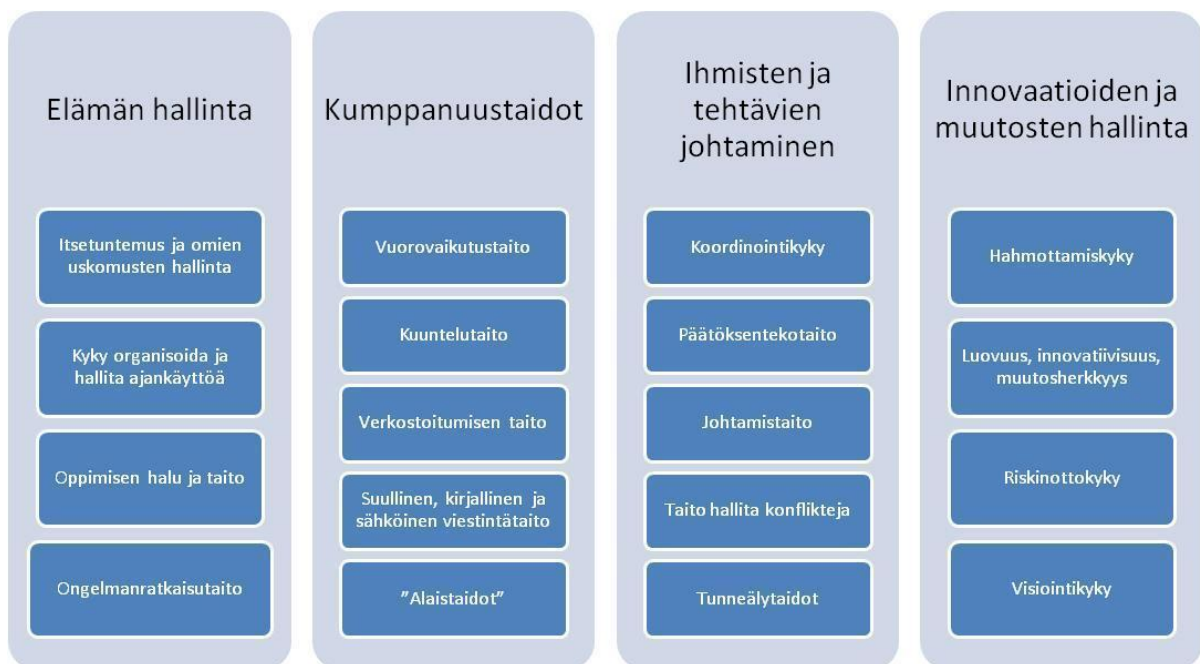 Elämän hallinta
Itsetuntemus ja omien
uskomusten hallinta
Kyky organisoida ja
hallita ajankäyttöä
Oppimisen halu ja taito
Ongelmanratkaisutaito
Kumppanuustaidot
Vuorovaikutustaito
Kuuntelutaito
Verkostoitumisen taito
Suullinen, kirjallinen ja
sähköinen viestintätaito
”Alaistaidot”
Ihmisten ja
tehtävien
johtaminen
Koordinointikyky
Päätöksentekotaito
Johtamistaito
Taito hallita konflikteja
Tunneälytaidot
Innovaatioiden ja
muutosten hallinta
Hahmottamiskyky
Luovuus, innovatiivisuus,
muutosherkkyys
Riskinottokyky
Visiointikyky